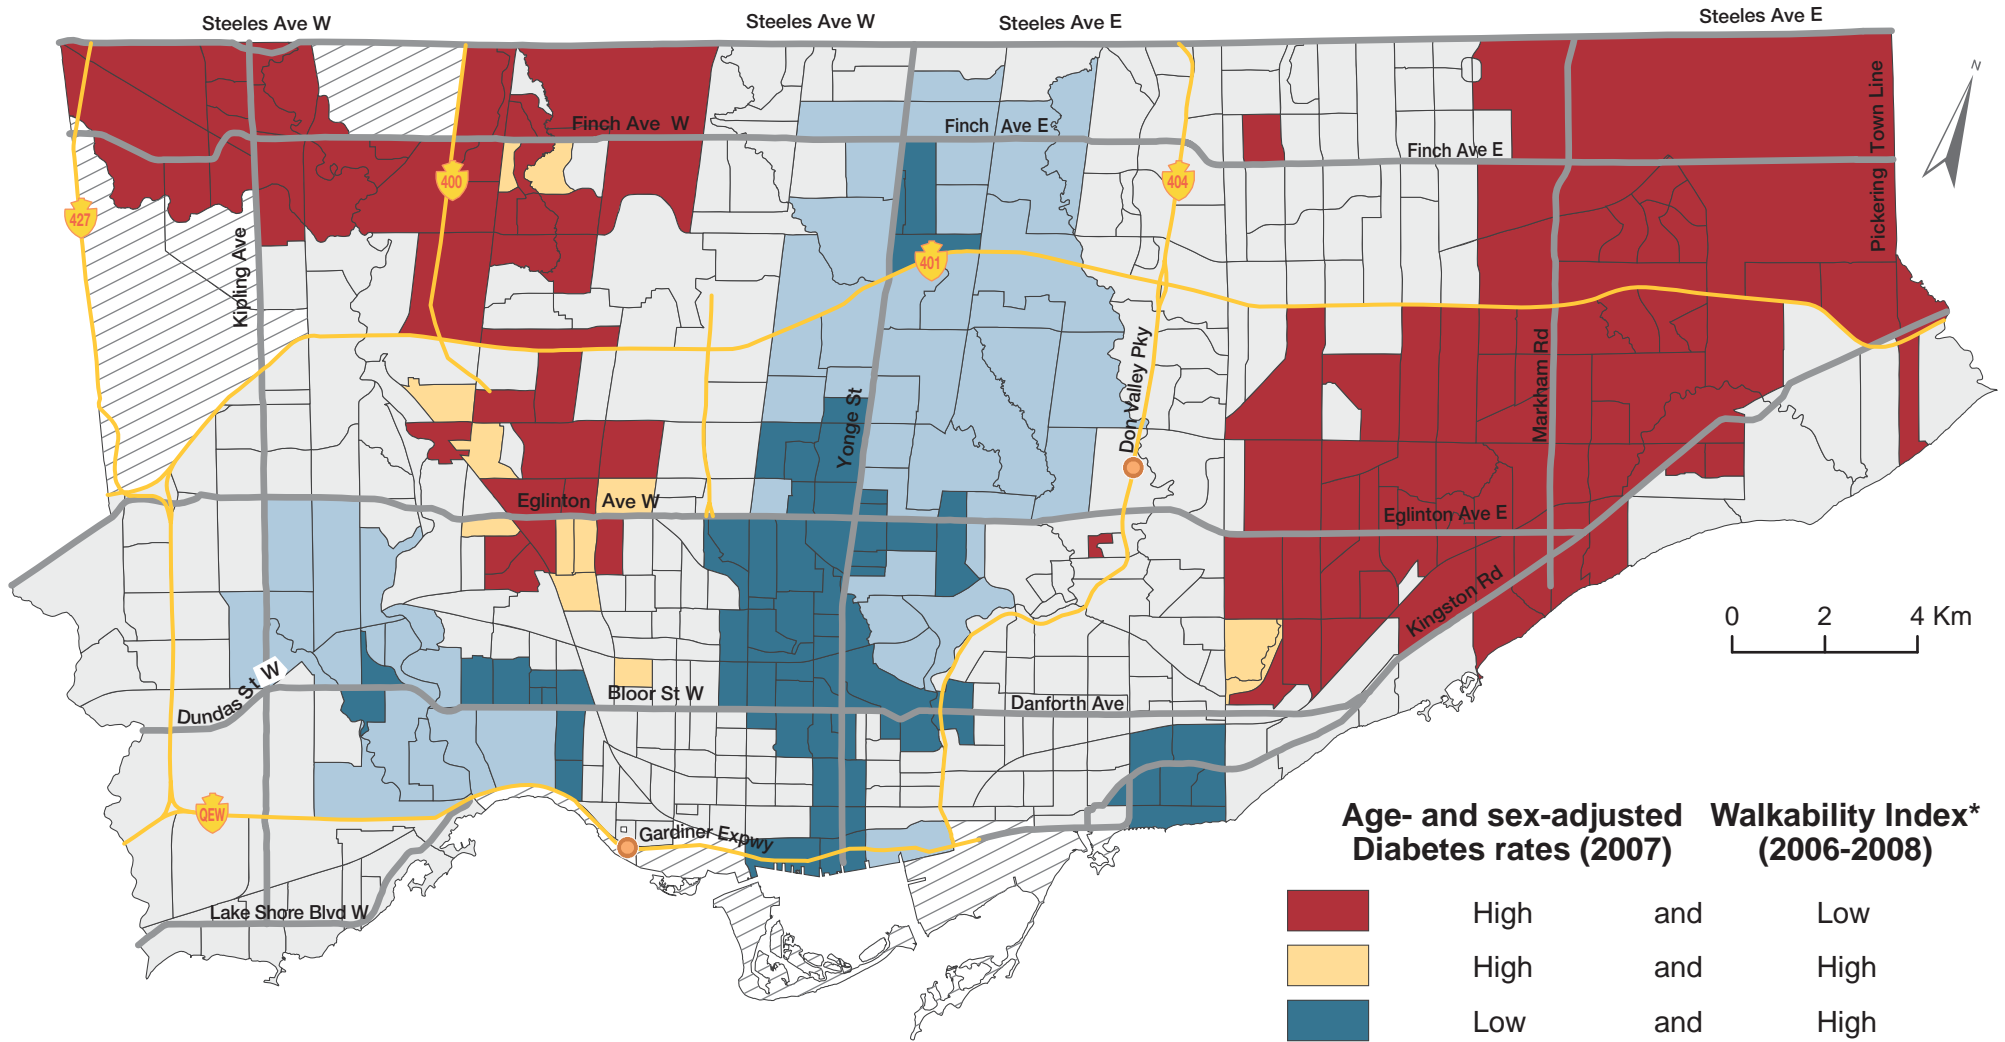 Steeles Ave W
Steeles Ave W
Steeles Ave E
Steeles Ave E
N
Finch Ave W
Finch Ave E
Finch Ave E
Pickering Town Line
400
404
427
401
Kipling Ave
Don Valley Pky
Markham Rd
Yonge St
Eglinton Ave W
Eglinton Ave E
Kingston Rd
0 2 4 Km
Dundas St W
Bloor St W
Danforth Ave
QEW
Gardiner Expwy
Lake Shore Blvd W
Age- and sex-adjusted Walkability Index*
Diabetes rates (2007) (2006-2008)
High and Low
High and High
Low and High